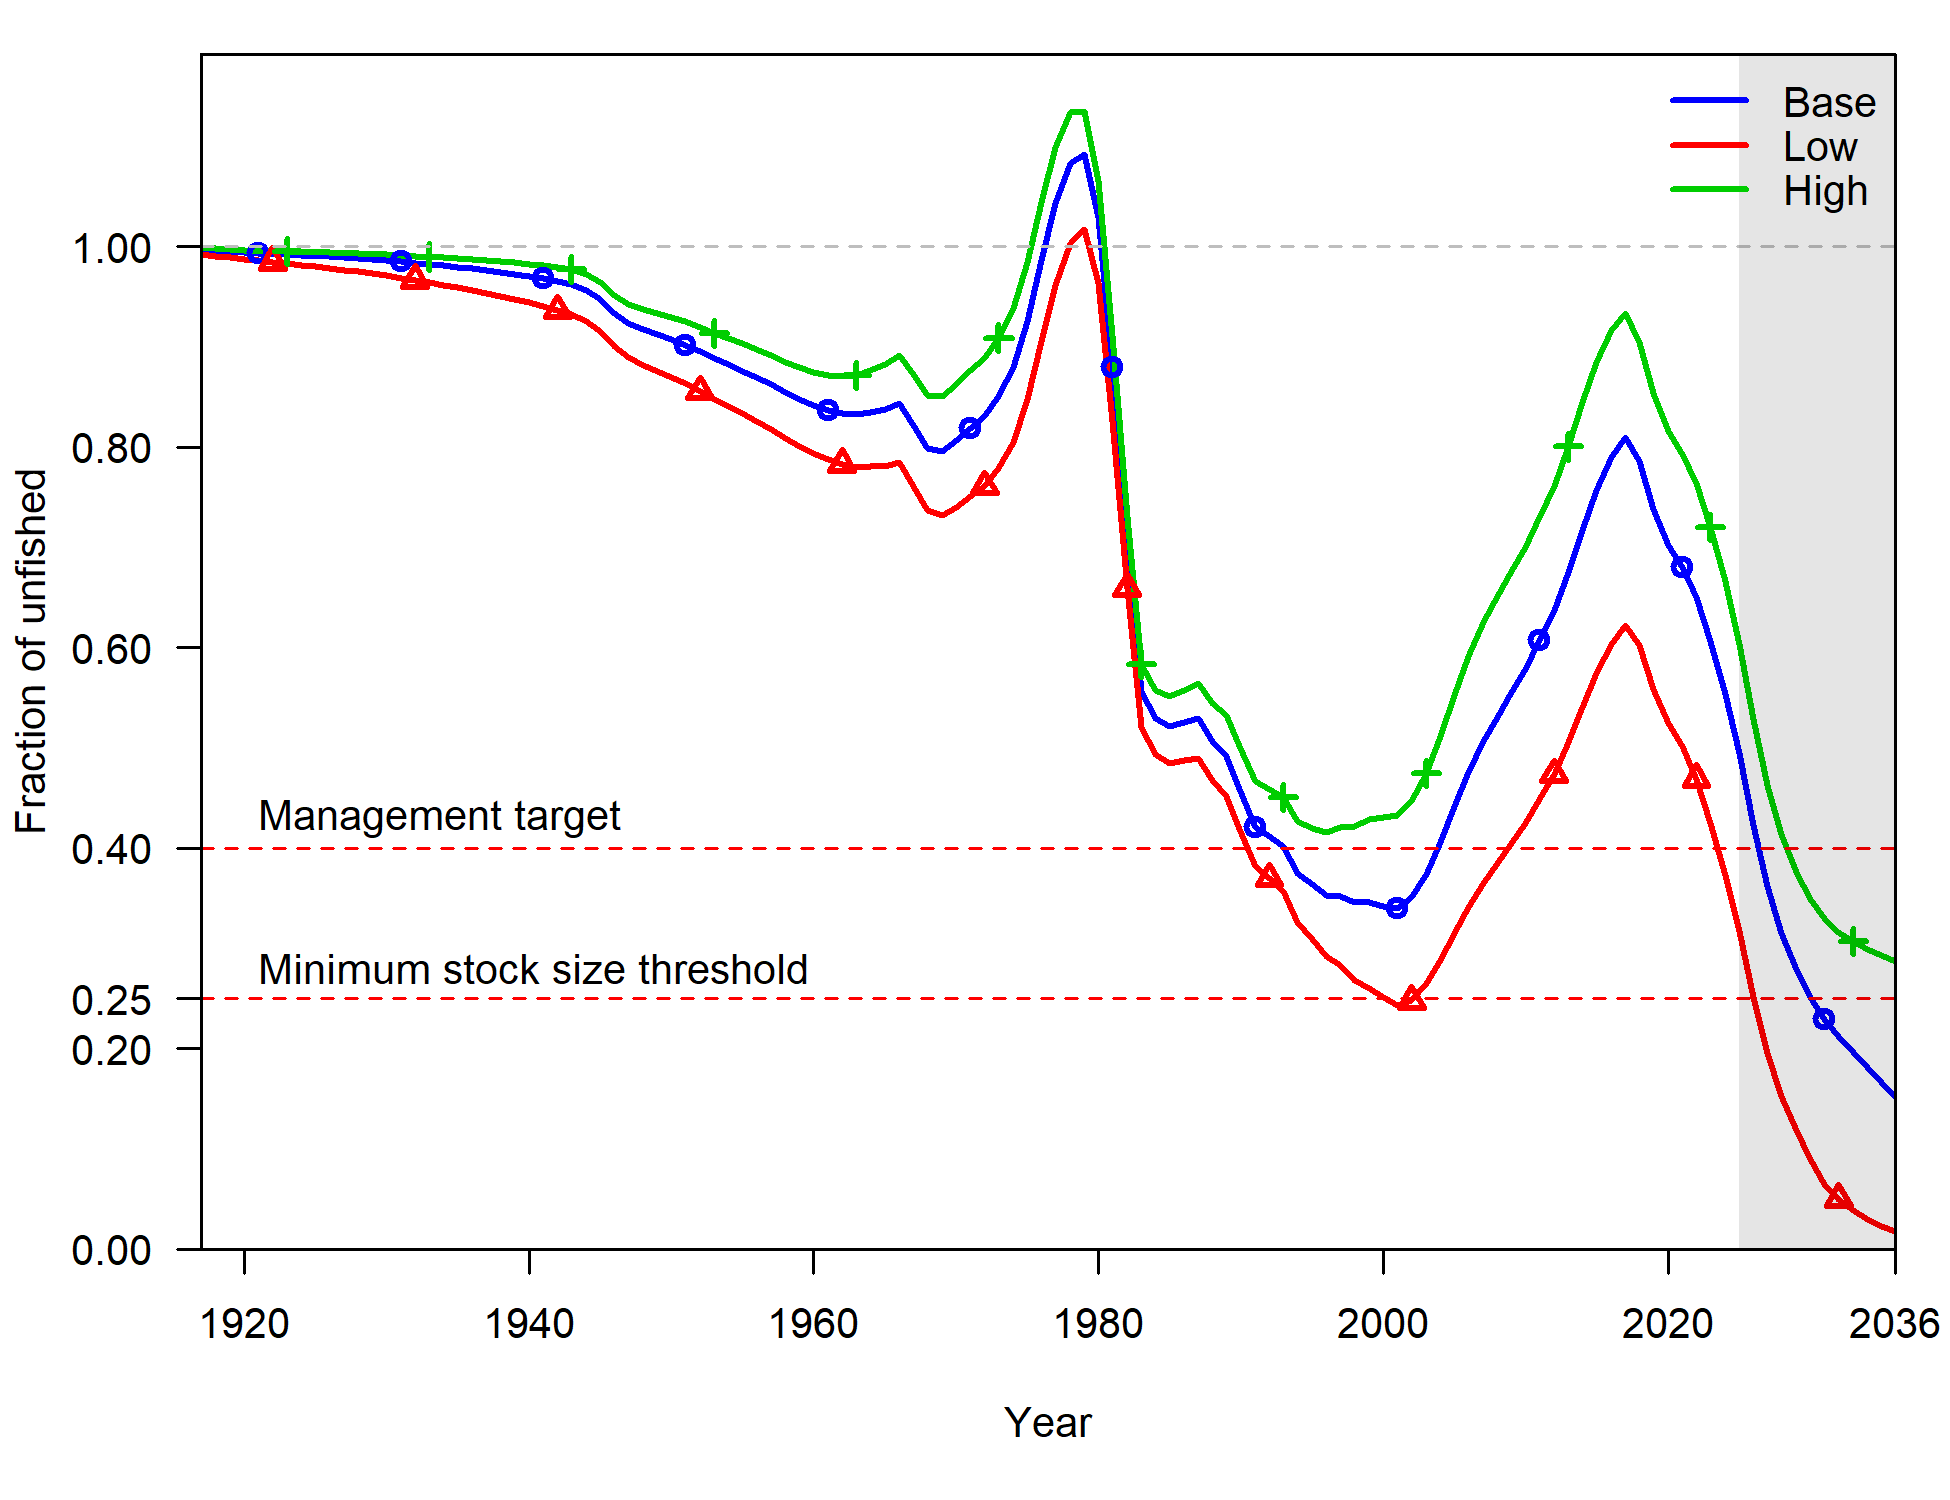 Base
Low
High
1.00
0.80
0.60
0.40
0.25
0.20
0.00
Fraction of unfished
Management target
Minimum stock size threshold
1920
1940
1960
1980
2000
2020
2036
Year